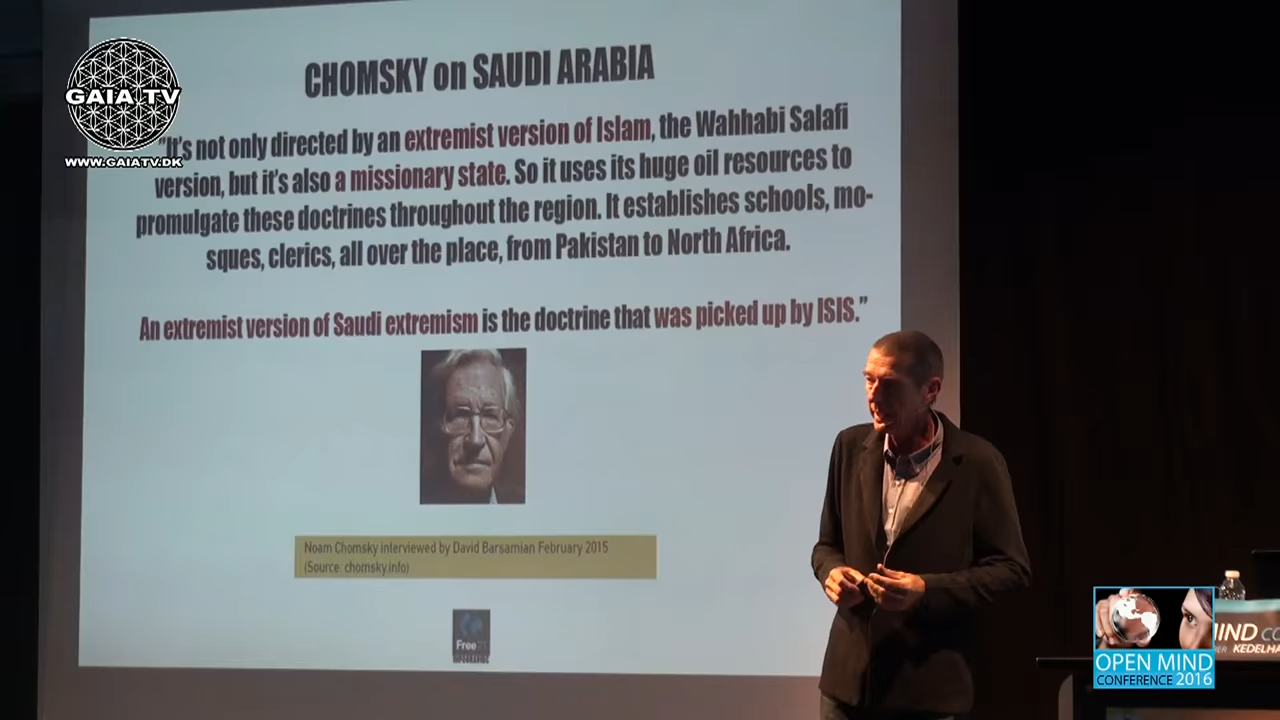 GAIA TV
WWW.GAIATV.DK
CHOMSKY on SAUDI ARABIA
"It's not only directed by an extremist version of Islam, the Wahhabi Salafi
version, but it's also a missionary state. So it uses its huge oil resources to
promulgate these doctrines throughout the region. It establishes schools, mo-
sques, clerics, all over the place, from Pakistan to North Africa.
An extremist version of Saudi extremism is the doctrine that was picked up by ISIS."
Noam Chomsky interviewed by David Barsamian February 2015
(Source: chomsky.info)
Free
OPEN MIND
CONFERENCE 2016